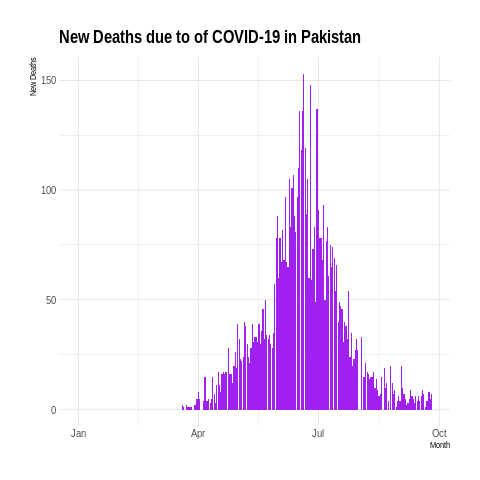 New Deaths due to of COVID-19 in Pakistan
New Deaths
150
100
50
0
Jan Apr Jul Oct
Month